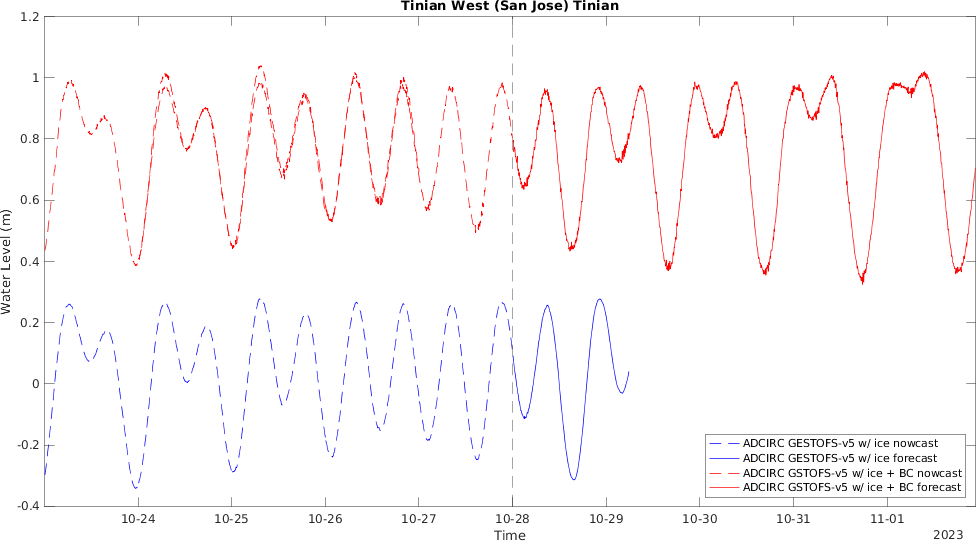 Tinian West (San Jose) Tinian
1.2
1
0.8
0.6
0.4
0.2
0
-0.2
-0.4
Water Level (m)
ADCIRC GESTOFS-v5 w/ ice nowcast
ADCIRC GESTOFS-v5 w/ ice forecast
ADCIRC GSTOFS-v5 w/ ice + BC nowcast
ADCIRC GSTOFS-v5 w/ ice + BC forecast
10-24 10-25 10-26 10-27 10-28 10-29 10-30 10-31 11-01
Time
2023